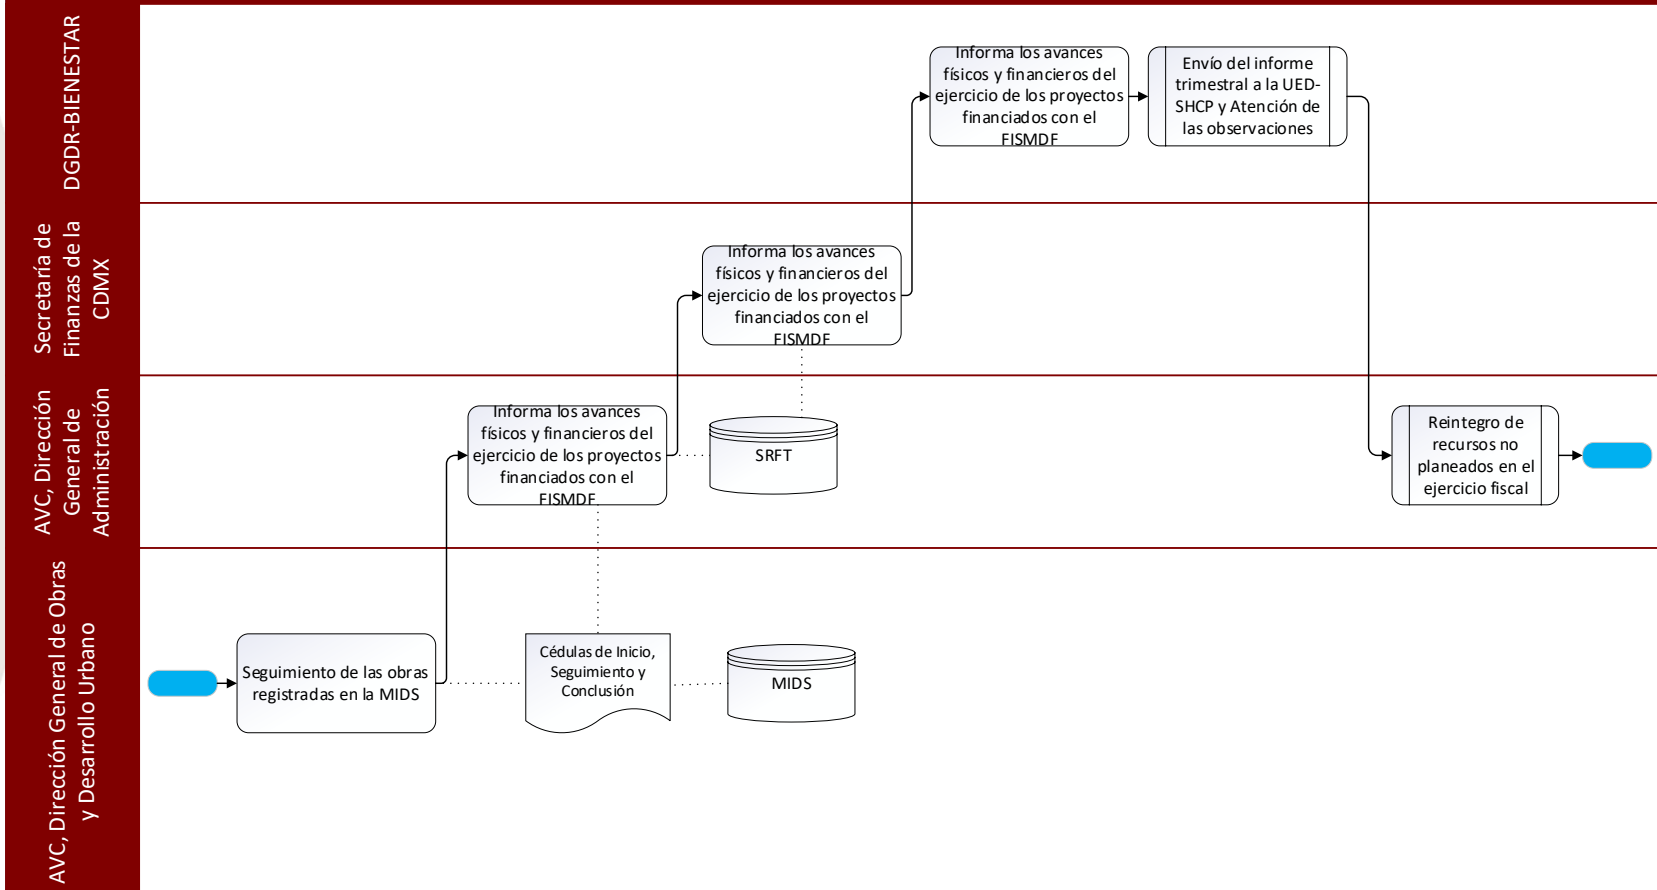 DGDR-BIENESTAR
Informa los avances
físicos y financieros del
ejercicio de los proyectos
financiados con el
FISMDF
Envío del informe
trimestral a la UED-
SHCP y Atención de
las observaciones
Secretaría de
Finanzas de la
CDMX
Informa los avances
físicos y financieros del
ejercicio de los proyectos
financiados con el
FISMDF
AVC, Dirección
General de
Administración
Informa los avances
físicos y financieros del
ejercicio de los proyectos
financiados con el
FISMDF
SRFT
Reintegro de
recursos no
planeados en el
ejercicio fiscal
AVC, Dirección General de Obras
y Desarrollo Urbano
Seguimiento de las obras
registradas en la MIDS
Cédulas de Inicio,
Seguimiento y
Conclusión
MIDS